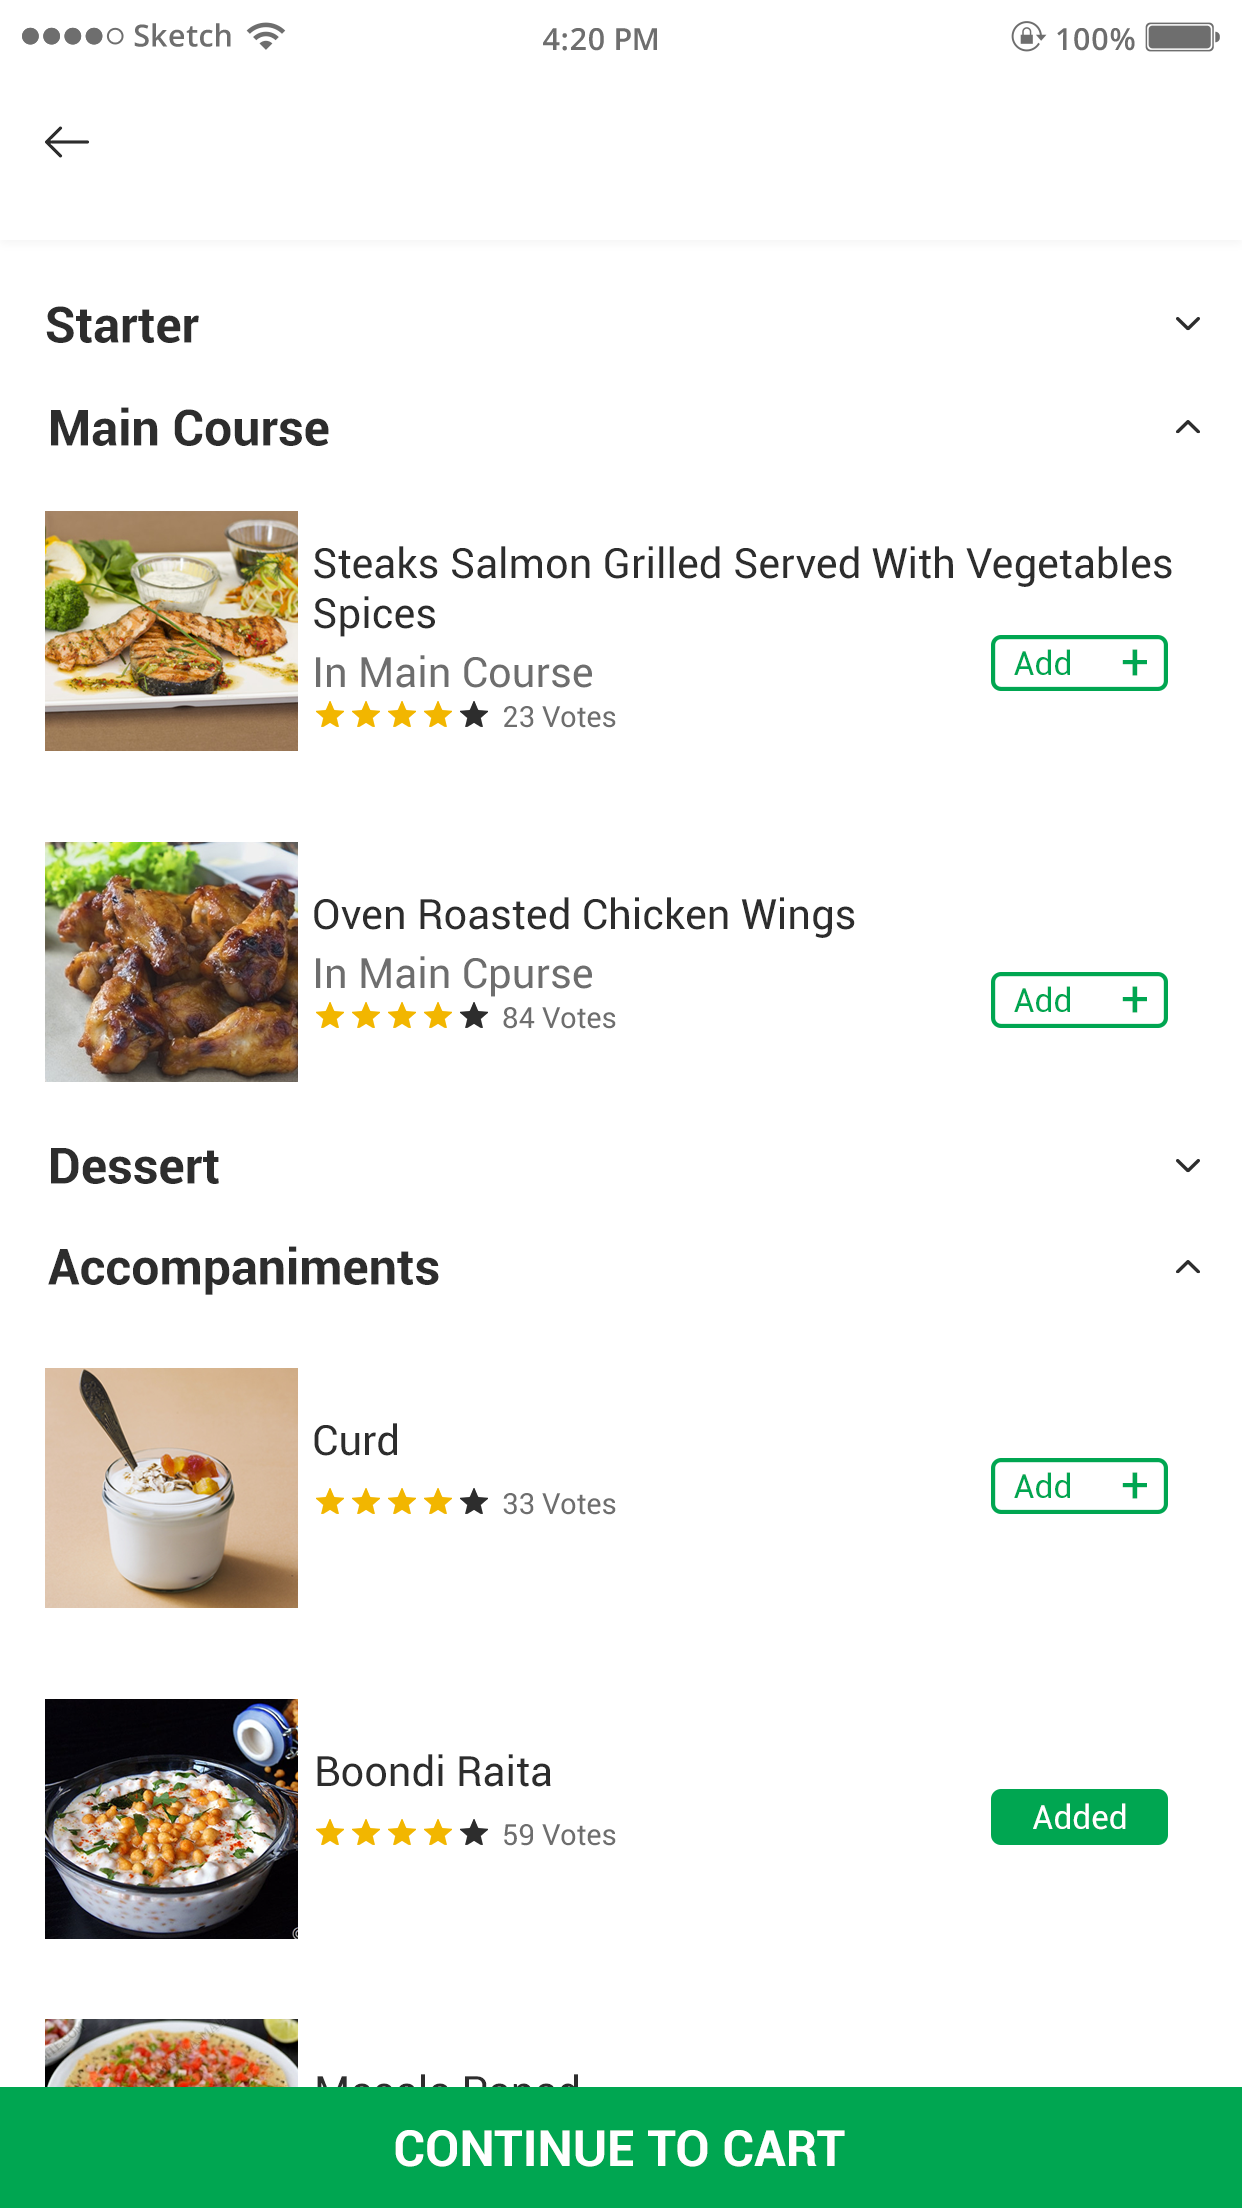 Sketch
4:20 PM
100%
Starter
Main Course
Steaks Salmon Grilled Served With Vegetables
Spices
In Main Course
23 Votes
Add +
Oven Roasted Chicken Wings
In Main Cpurse
84 Votes
Add +
Dessert
Accompaniments
Curd
33 Votes
Add +
Boondi Raita
59 Votes
Added
CONTINUE TO CART